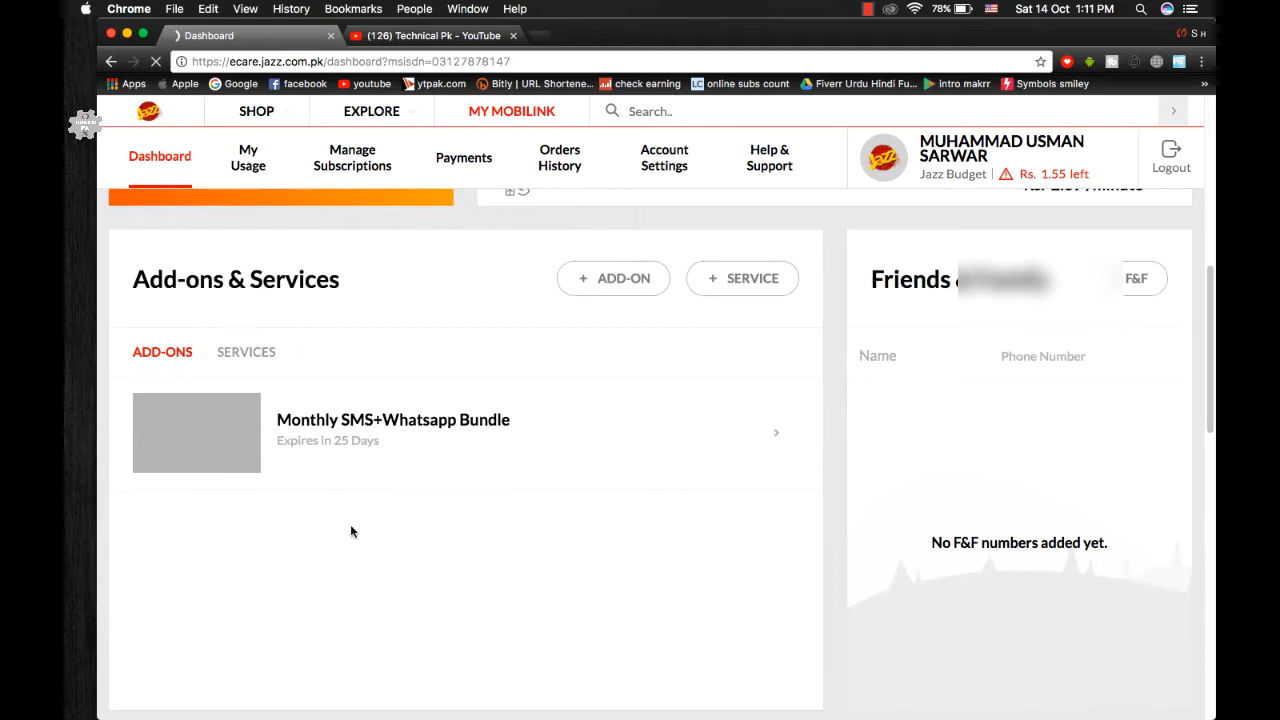 Chrome File Edit View History Bookmarks People Window Help 78% Sat 14 Oct 1:11 PM
Dashboard (126) Technical Pk - YouTube S H
https://ecare.jazz.com.pk/dashboard?msisdn=03127878147
Apps Apple Google facebook youtube ytpak.com Bitly | URL Shortene... check earning online subs count Fiverr Urdu Hindi Fu... intro makrr Symbols smiley »
Jazz SHOP EXPLORE MY MOBILINK Search..
Dashboard My Usage Manage Subscriptions Payments Orders History Account Settings Help & Support
MUHAMMAD USMAN SARWAR
Jazz Budget | Rs. 1.55 left
Logout
Add-ons & Services + ADD-ON + SERVICE
Friends F&F
ADD-ONS SERVICES
Name Phone Number
Monthly SMS+Whatsapp Bundle
Expires in 25 Days
No F&F numbers added yet.